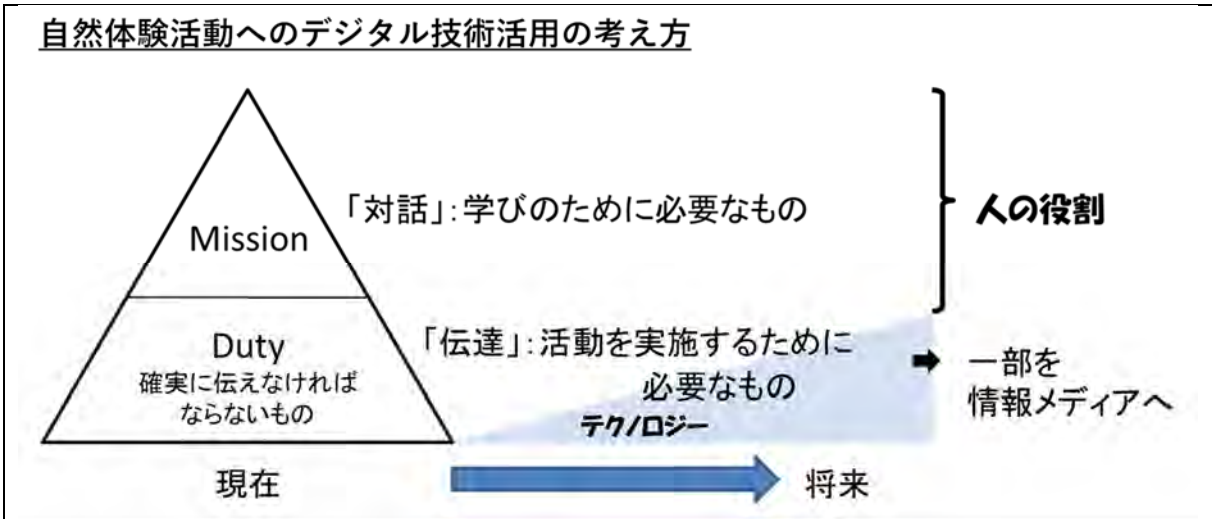 自然体験活動へのデジタル技術活用の考え方
Mission
「対話」：学びのために必要なもの
人の役割
Duty
確実に伝えなければ
ならないもの
「伝達」：活動を実施するために
必要なもの
テクノロジー
一部を
情報メディアへ
現在
将来